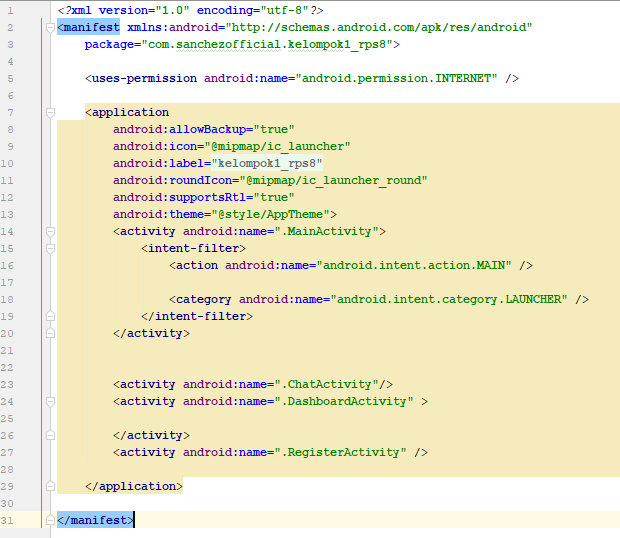 1 <?xml version="1.0" encoding="utf-8"?>
2 <manifest xmlns:android="http://schemas.android.com/apk/res/android"
3 package="com.sanchezofficial.kelompok1_rps8">
4
5 <uses-permission android:name="android.permission.INTERNET" />
6
7 <application
8 android:allowBackup="true"
9 android:icon="@mipmap/ic_launcher"
10 android:label="kelompok1_rps8"
11 android:roundIcon="@mipmap/ic_launcher_round"
12 android:supportsRtl="true"
13 android:theme="@style/AppTheme">
14 <activity android:name=".MainActivity">
15 <intent-filter>
16 <action android:name="android.intent.action.MAIN" />
17
18 <category android:name="android.intent.category.LAUNCHER" />
19 </intent-filter>
20 </activity>
21
22
23 <activity android:name=".ChatActivity"/>
24 <activity android:name=".DashboardActivity" >
25
26 </activity>
27 <activity android:name=".RegisterActivity" />
28
29 </application>
30
31 </manifest>